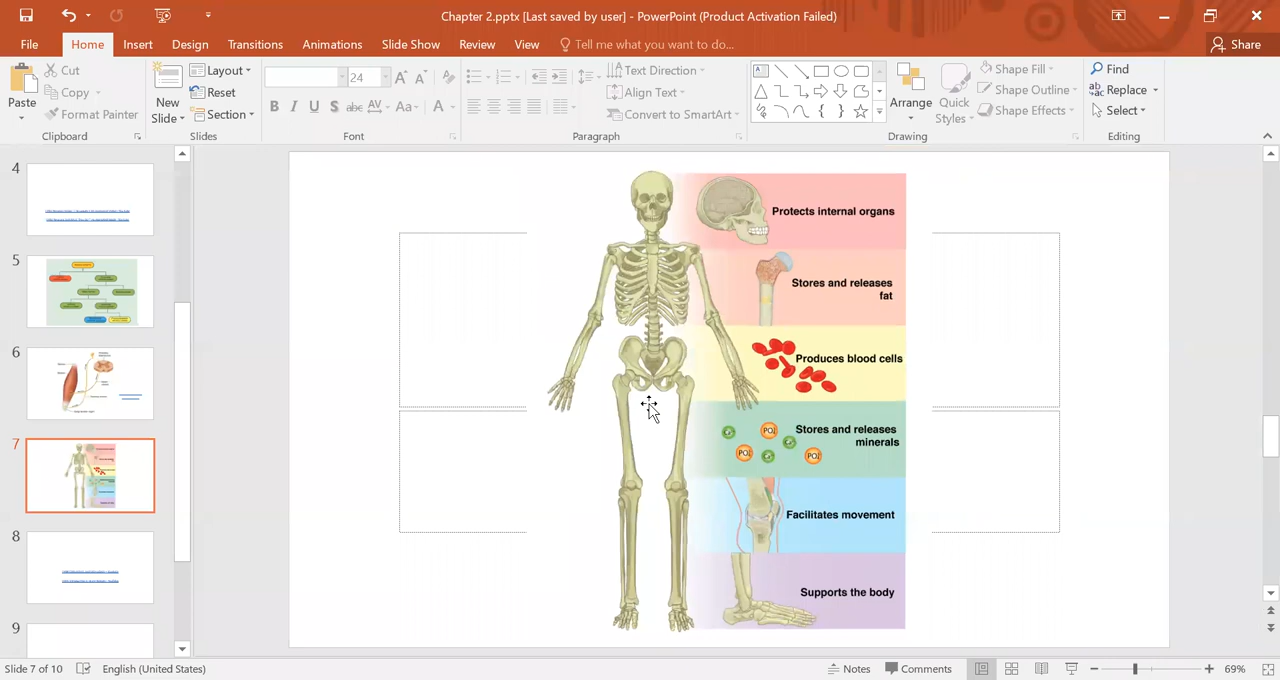 Chapter 2.pptx [Last saved by user] - PowerPoint (Product Activation Failed)
File Home Insert Design Transitions Animations Slide Show Review View Tell me what you want to do... Share
Paste
Cut
Copy
Format Painter
Clipboard
New
Slide
Layout
Reset
Section
Slides
24
B I U S abc AV Aa A
Font
Text Direction
Align Text
Convert to SmartArt
Paragraph
Arrange
Quick
Styles
Shape Fill
Shape Outline
Shape Effects
Drawing
Find
Replace
Select
Editing
4
5
6
7
8
9
Protects internal organs
Stores and releases
fat
Produces blood cells
Stores and releases
minerals
Facilitates movement
Supports the body
Slide 7 of 10 English (United States) Notes Comments 69%